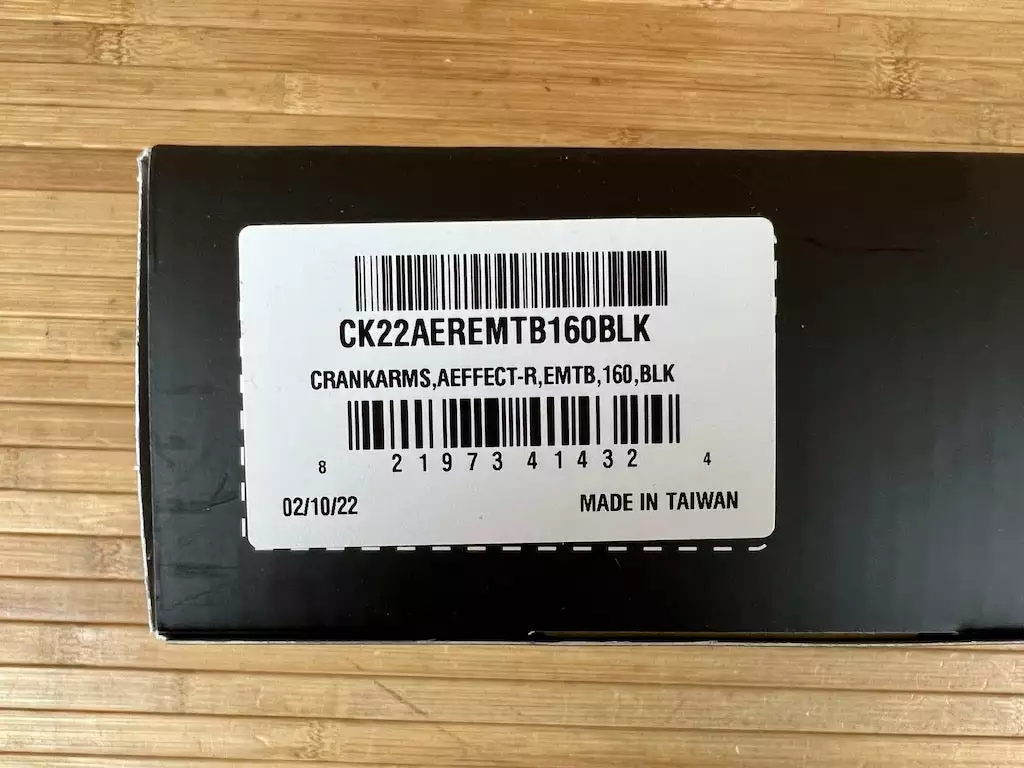 CK22AEREMTB160BLK
CRANKARMS,AEFFECT-R,EMTB,160,BLK
8 21973 41432 4
02/10/22 MADE IN TAIWAN